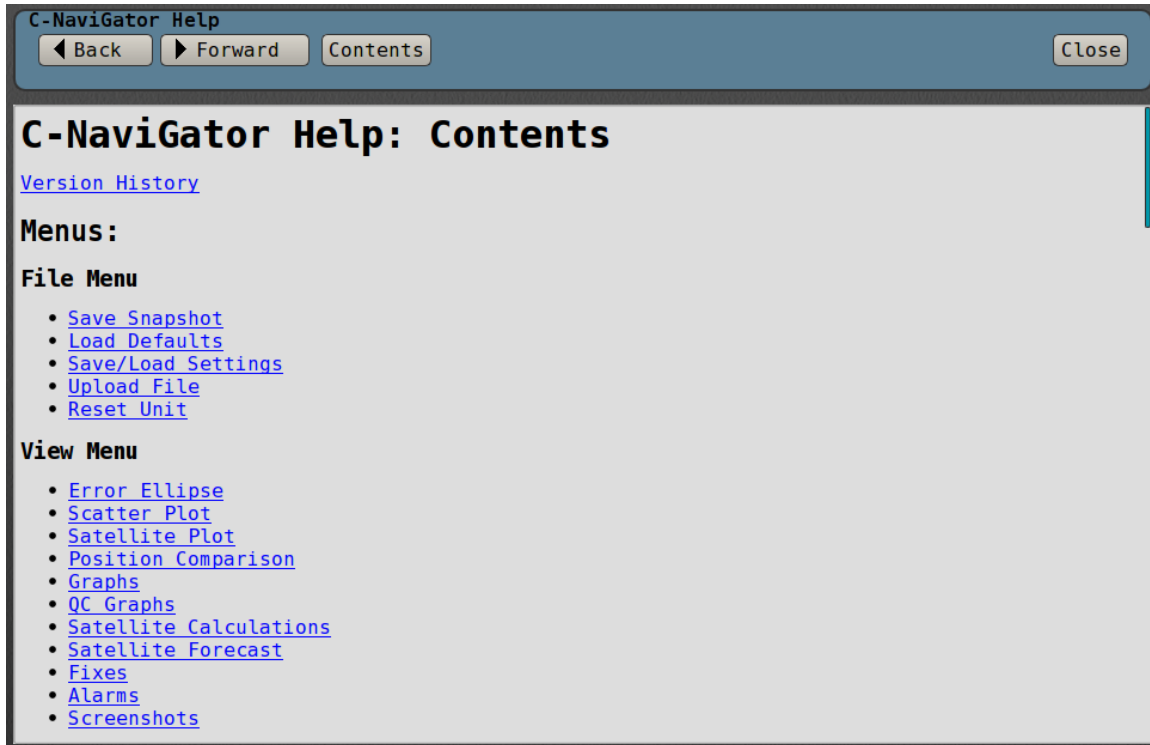 C-NaviGator Help
Back Forward Contents Close
C-NaviGator Help: Contents
Version History
Menus:
File Menu
• Save Snapshot
• Load Defaults
• Save/Load Settings
• Upload File
• Reset Unit
View Menu
• Error Ellipse
• Scatter Plot
• Satellite Plot
• Position Comparison
• Graphs
• QC Graphs
• Satellite Calculations
• Satellite Forecast
• Fixes
• Alarms
• Screenshots